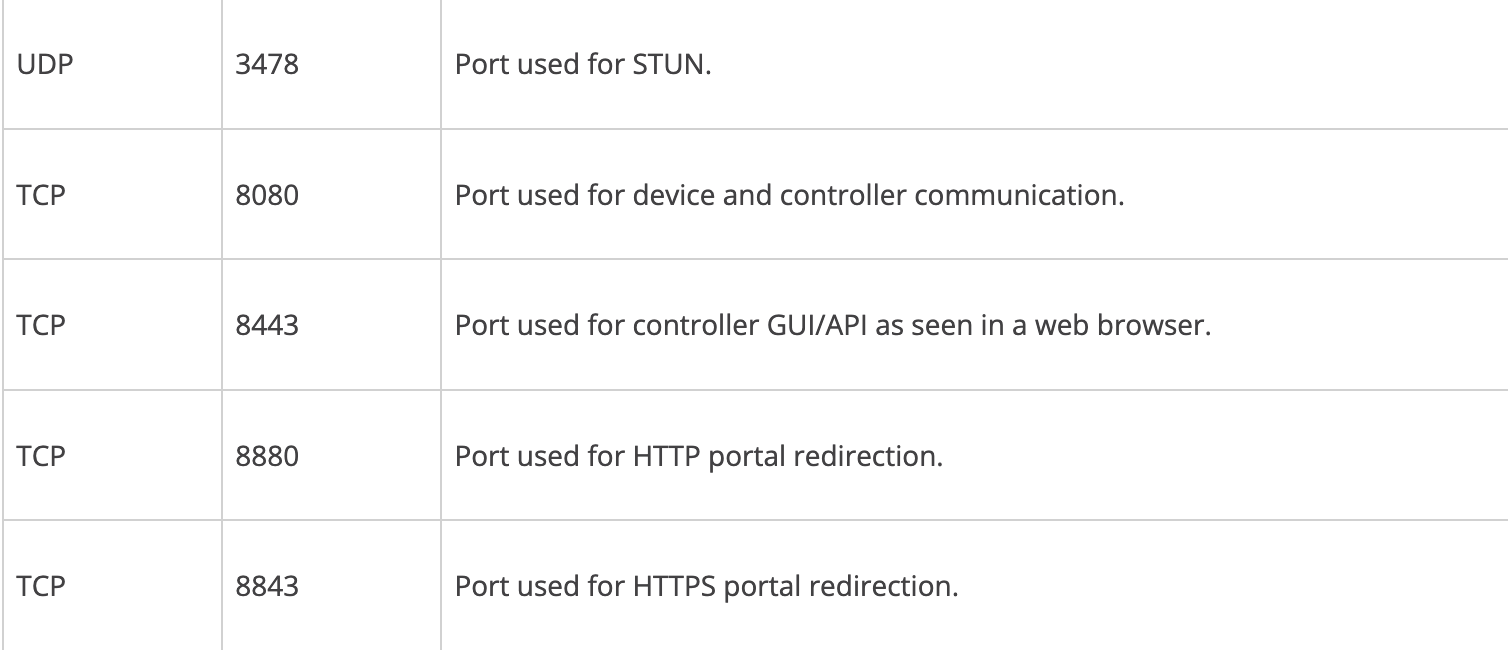 UDP 3478 Port used for STUN.
TCP 8080 Port used for device and controller communication.
TCP 8443 Port used for controller GUI/API as seen in a web browser.
TCP 8880 Port used for HTTP portal redirection.
TCP 8843 Port used for HTTPS portal redirection.